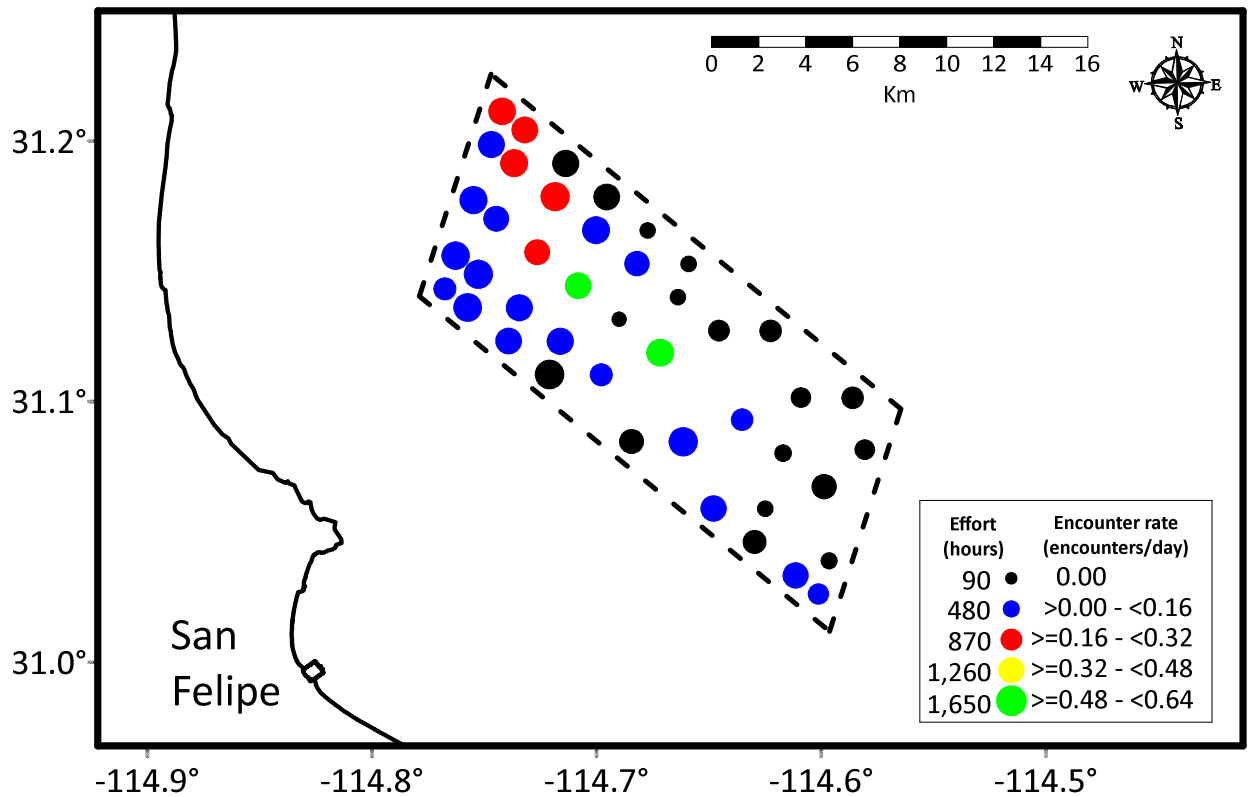 0 2 4 6 8 10 12 14 16
Km
N
W E
S
31.2°
31.1°
31.0°
San
Felipe
Effort Encounter rate
(hours) (encounters/day)
90 0.00
480 >0.00 - <0.16
870 >=0.16 - <0.32
1,260 >=0.32 - <0.48
1,650 >=0.48 - <0.64
-114.9° -114.8° -114.7° -114.6° -114.5°